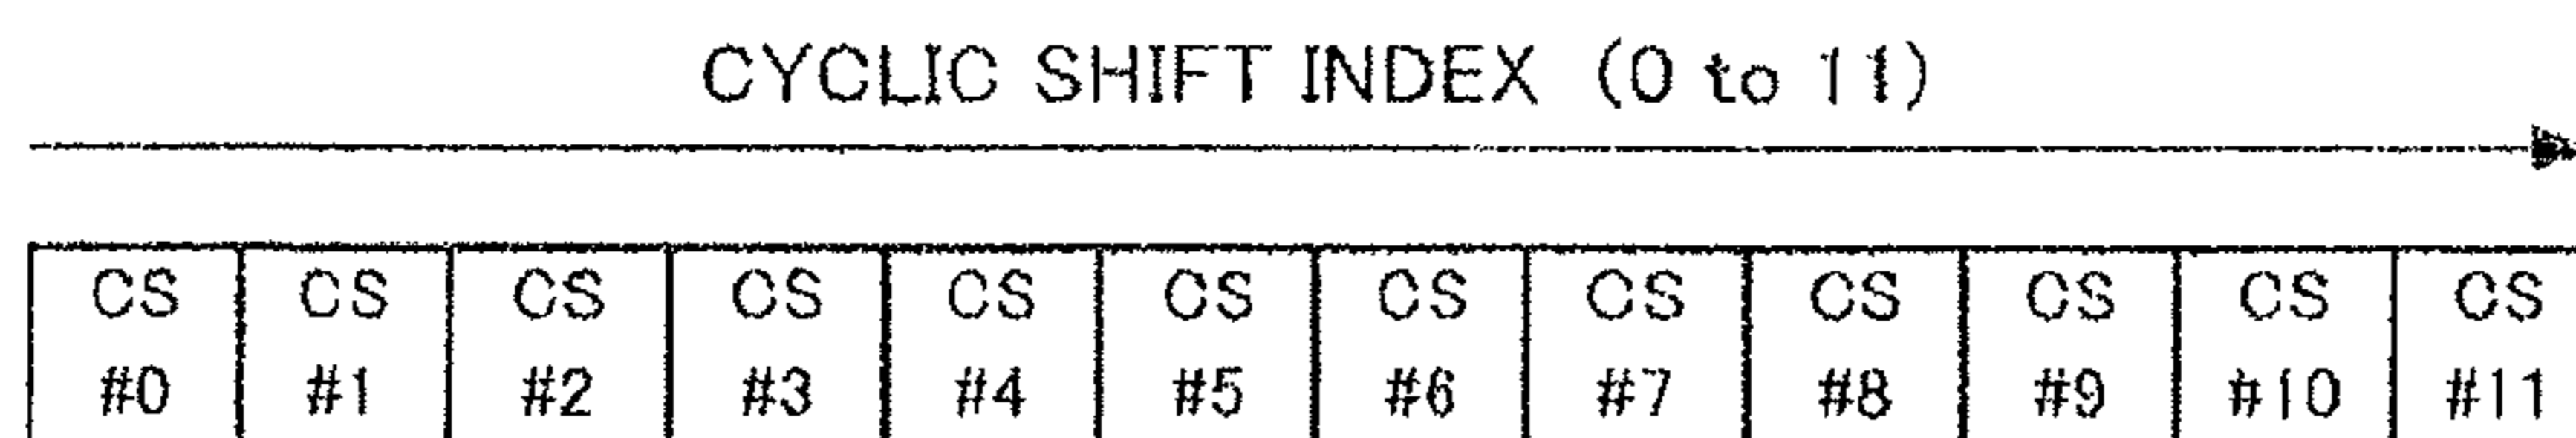 CYCLIC SHIFT INDEX (0 to 11)
CS CS CS CS CS CS CS CS CS CS CS CS
#0 #1 #2 #3 #4 #5 #6 #7 #8 #9 #10 #11